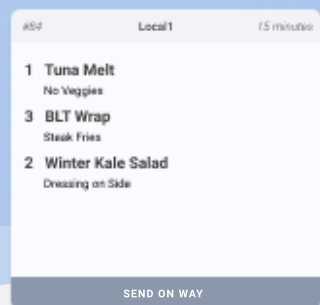 #84 Local1 15 minutes
1 Tuna Melt
No Veggies
3 BLT Wrap
Steak Fries
2 Winter Kale Salad
Dressing on Side
SEND ON WAY